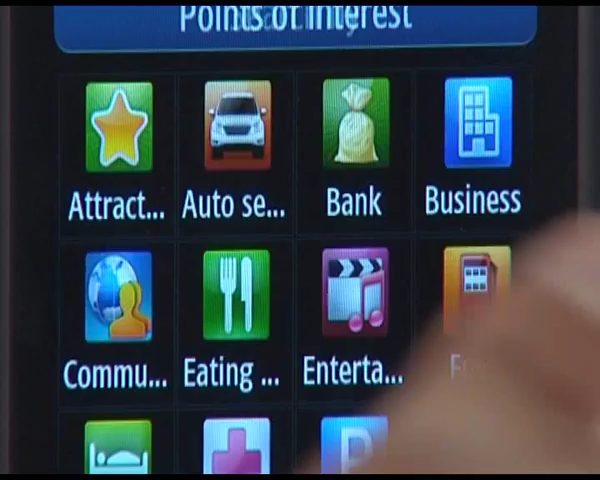 Points of Interest
Attract... Auto se... Bank Business
Commu... Eating ... Enterta...
P